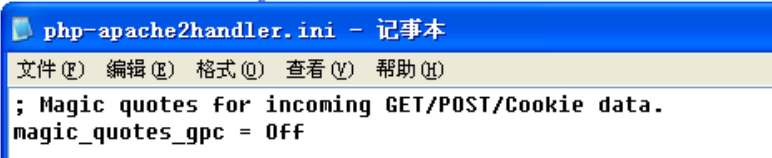 php-apache2handler.ini - 记事本
文件(F) 编辑(E) 格式(O) 查看(V) 帮助(H)
; Magic quotes for incoming GET/POST/Cookie data.
magic_quotes_gpc = Off